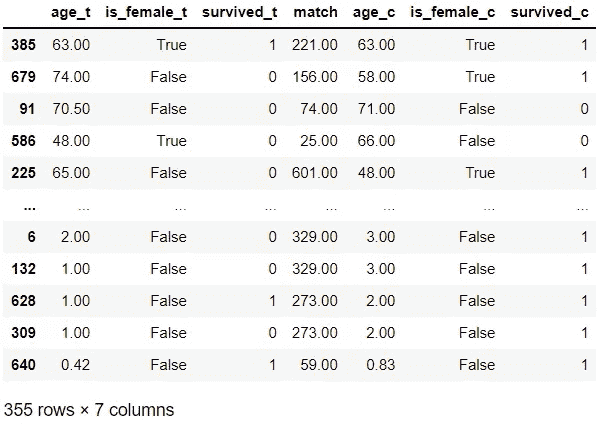 age_t is_female_t survived_t match age_c is_female_c survived_c
385 63.00 True 1 221.00 63.00 True 1
679 74.00 False 0 156.00 58.00 True 1
91 70.50 False 0 74.00 71.00 False 0
586 48.00 True 0 25.00 66.00 False 0
225 65.00 False 0 601.00 48.00 True 1
... ... ... ... ... ... ... ...
6 2.00 False 0 329.00 3.00 False 1
132 1.00 False 0 329.00 3.00 False 1
628 1.00 False 1 273.00 2.00 False 1
309 1.00 False 0 273.00 2.00 False 1
640 0.42 False 1 59.00 0.83 False 1
355 rows × 7 columns